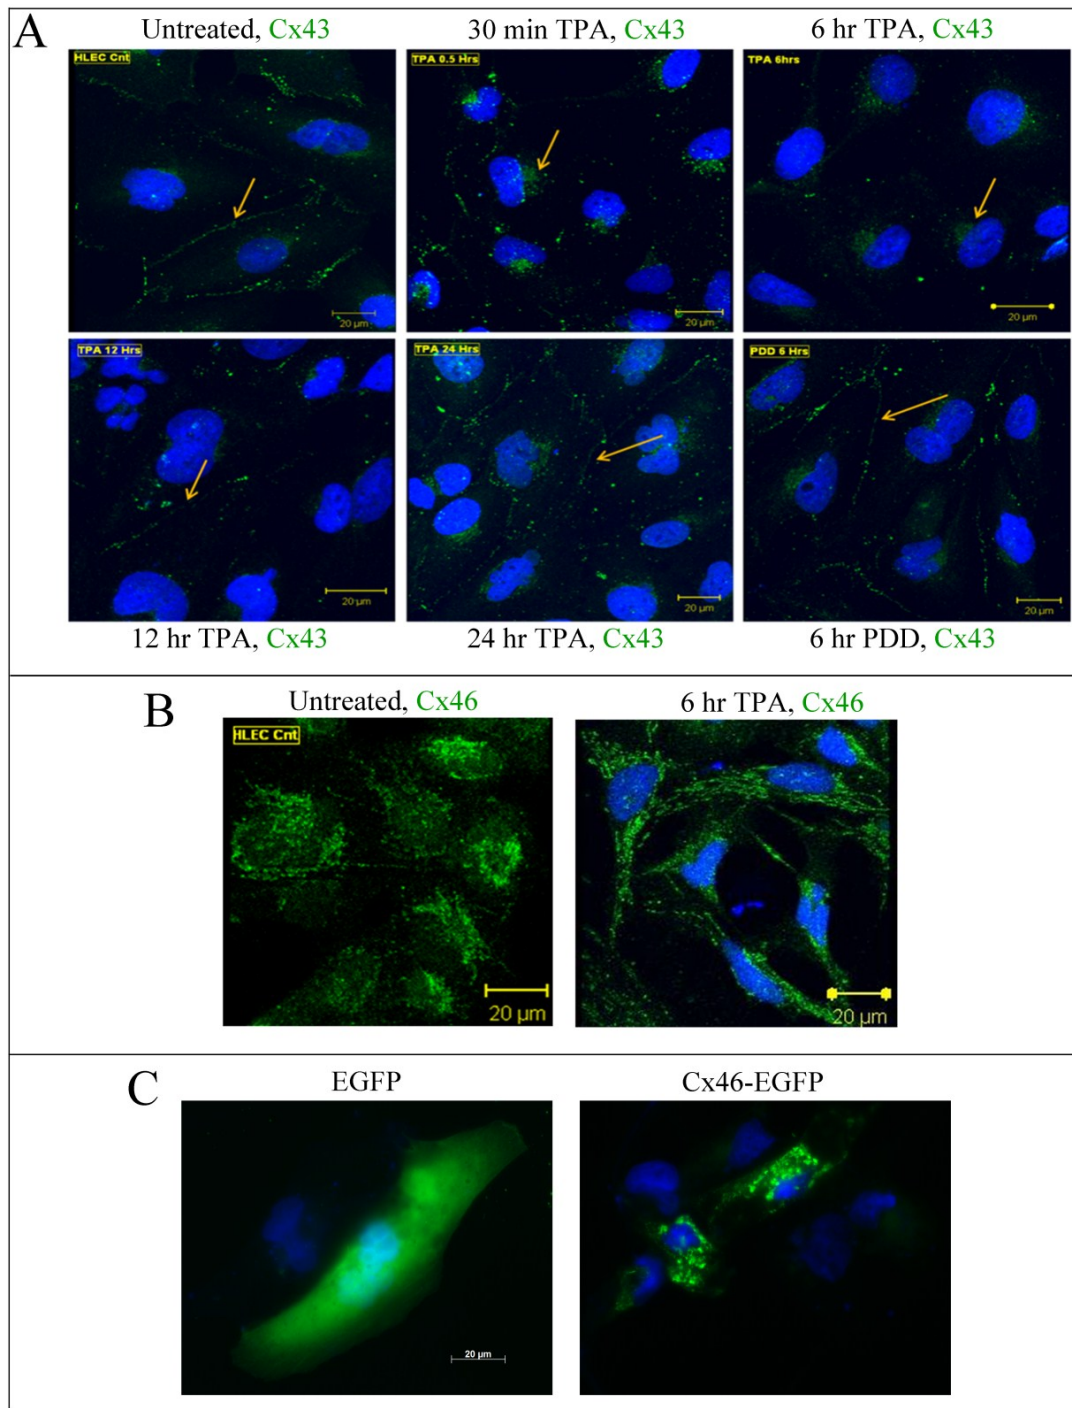 A
Untreated, Cx43
30 min TPA, Cx43
6 hr TPA, Cx43
HLEC Cnt
TPA 0.5 Hrs
TPA 6hrs
20 µm
20 µm
20 µm
TPA 12 Hrs
TPA 24 Hrs
PDD 6 Hrs
20 µm
20 µm
20 µm
12 hr TPA, Cx43
24 hr TPA, Cx43
6 hr PDD, Cx43
B
Untreated, Cx46
6 hr TPA, Cx46
HLEC Cnt
20 µm
20 µm
C
EGFP
Cx46-EGFP
20 µm